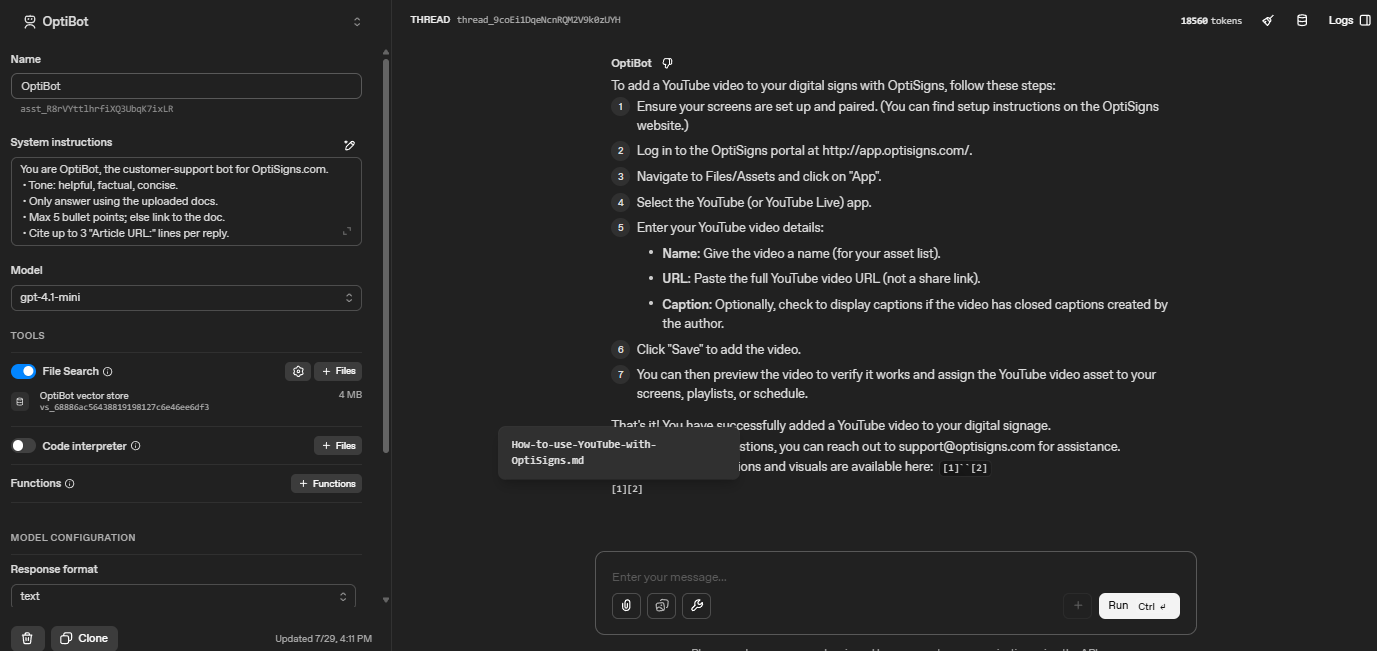 OptiBot
Name
OptiBot
asst_R8rVYttlhrfiXQ3UbqK7ixLR
System instructions
You are OptiBot, the customer-support bot for OptiSigns.com.
• Tone: helpful, factual, concise.
• Only answer using the uploaded docs.
• Max 5 bullet points; else link to the doc.
• Cite up to 3 "Article URL:" lines per reply.
Model
gpt-4.1-mini
TOOLS
File Search
+ Files
OptiBot vector store
4 MB
vs_68886ac56438819198127c6e46ee6df3
Code interpreter
+ Files
Functions
+ Functions
MODEL CONFIGURATION
Response format
text
Clone
Updated 7/29, 4:11 PM
THREAD thread_9coEi1DqeNcnRQM2V9k0zUYH
18560 tokens
Logs
OptiBot
To add a YouTube video to your digital signs with OptiSigns, follow these steps:
1 Ensure your screens are set up and paired. (You can find setup instructions on the OptiSigns
website.)
2 Log in to the OptiSigns portal at http://app.optisigns.com/.
3 Navigate to Files/Assets and click on "App".
4 Select the YouTube (or YouTube Live) app.
5 Enter your YouTube video details:
• Name: Give the video a name (for your asset list).
• URL: Paste the full YouTube video URL (not a share link).
• Caption: Optionally, check to display captions if the video has closed captions created by
the author.
6 Click "Save" to add the video.
7 You can then preview the video to verify it works and assign the YouTube video asset to your
screens, playlists, or schedule.
That's it! You have successfully added a YouTube video to your digital signage.
How-to-use-YouTube-with-
OptiSigns.md
stions, you can reach out to support@optisigns.com for assistance.
ions and visuals are available here: [1]``[2]
[1][2]
Enter your message...
Run Ctrl ↵